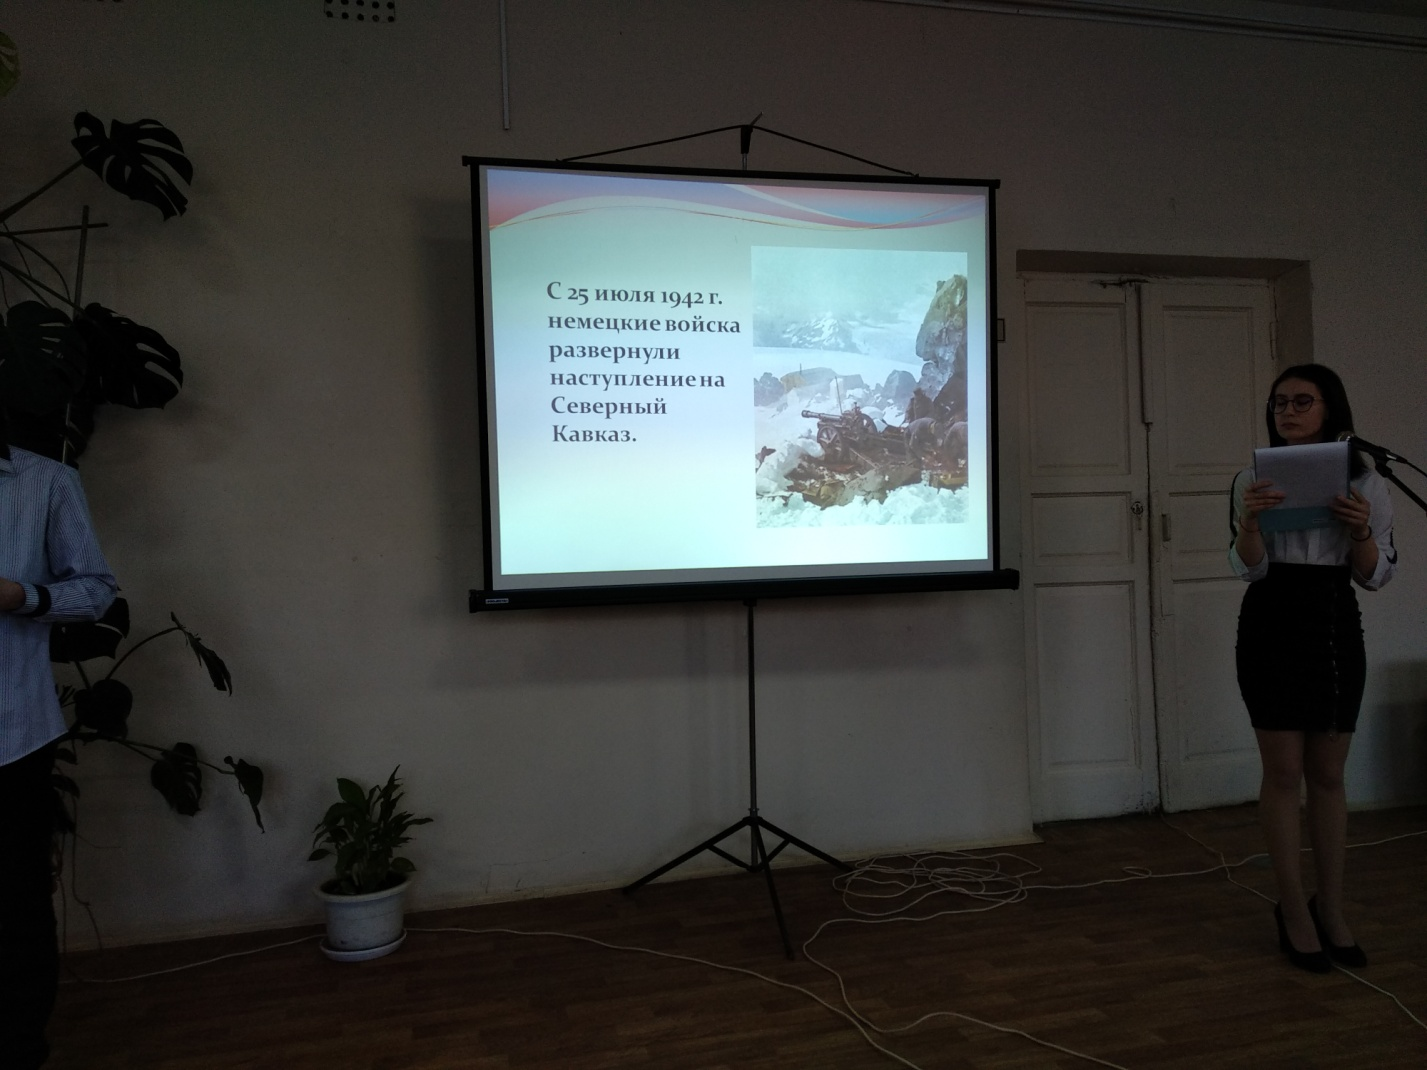 С 25 июля 1942 г.
немецкие войска
развернули
наступление на
Северный
Кавказ.